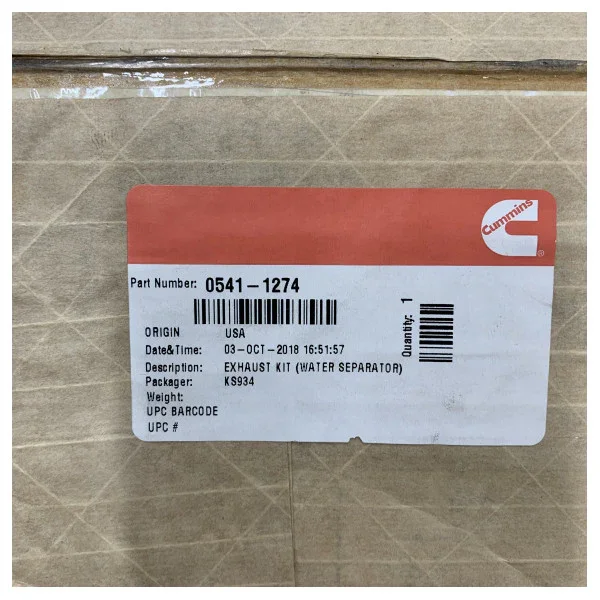 Cummins
®
Part Number: 0541-1274
Quantity: 1
ORIGIN USA
Date&Time: 03-OCT-2018 16:51:57
Description: EXHAUST KIT (WATER SEPARATOR)
Packager: KS934
Weight:
UPC BARCODE
UPC #